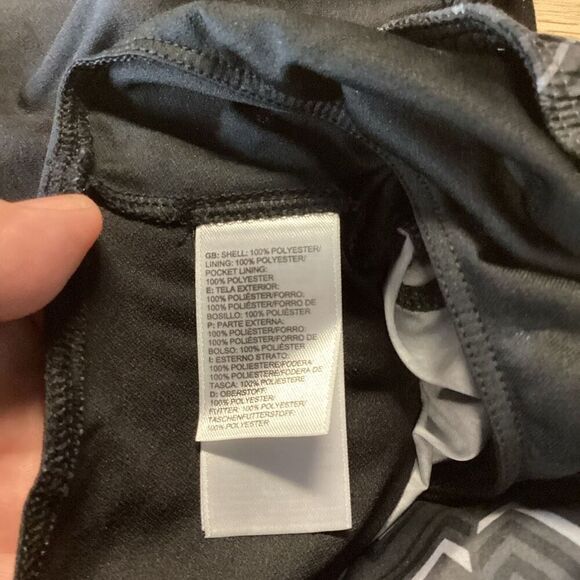 GB: SHELL: 100% POLYESTER/
LINING: 100% POLYESTER/
POCKET LINING:
100% POLYESTER
E: TELA EXTERIOR:
100% POLIÉSTER/FORRO:
100% POLIÉSTER/FORRO DE
BOSILLO: 100% POLIÉSTER
P: PARTE EXTERNA:
100% POLIÉSTER/FORRO:
100% POLIÉSTER/FORRO DE
BOLSO: 100% POLIÉSTER
I: ESTERNO STRATO:
100% POLIESTERE/FODERA
100% POLIESTERE/FODERA DE
TASCA: 100% POLIESTERE
D: OBERSTOFF:
100% POLYESTER/
FUTTER: 100% POLYESTER/
TASCHENFUTTERSTOFF:
100% POLYESTER